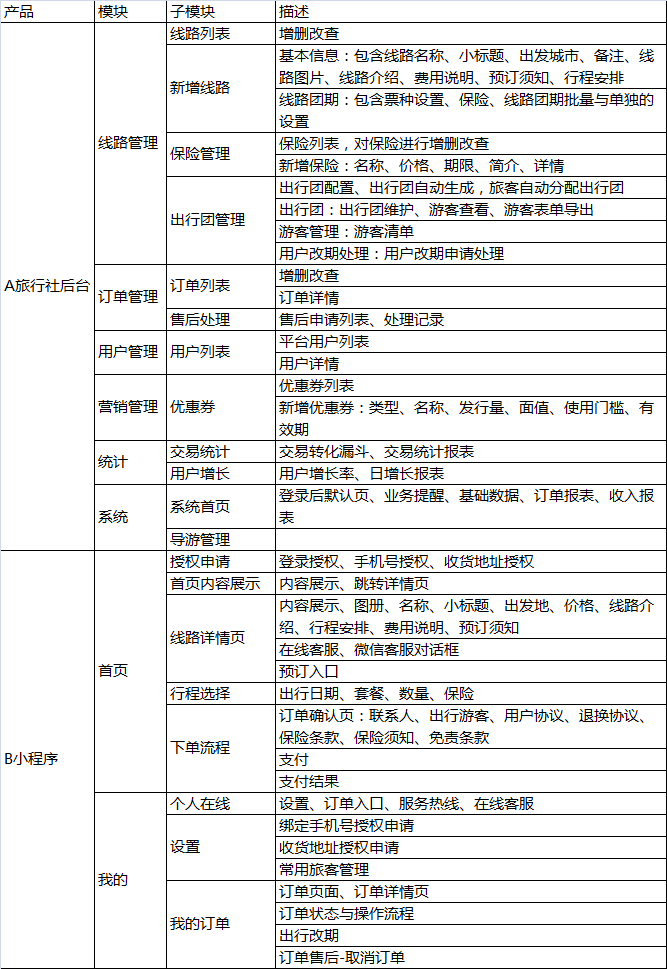 产品 模块 子模块 描述
A旅行社后台 线路管理 线路列表 增删改查
新增线路 基本信息：包含线路名称、小标题、出发城市、备注、线
路图片、线路介绍、费用说明、预订须知、行程安排
线路团期：包含票种设置、保险、线路团期批量与单独的
设置
保险管理 保险列表，对保险进行增删改查
新增保险：名称、价格、期限、简介、详情
出行团管理 出行团配置、出行团自动生成，旅客自动分配出行团
出行团：出行团维护、游客查看、游客表单导出
游客管理：游客清单
用户改期处理：用户改期申请处理
订单管理 订单列表 增删改查
订单详情
售后处理 售后申请列表、处理记录
用户管理 用户列表 平台用户列表
用户详情
营销管理 优惠券 优惠券列表
新增优惠券：类型、名称、发行量、面值、使用门槛、有
效期
统计 交易统计 交易转化漏斗、交易统计报表
用户增长 用户增长率、日增长报表
系统 系统首页 登录后默认页、业务提醒、基础数据、订单报表、收入报
表
导游管理
B小程序 首页 授权申请 登录授权、手机号授权、收货地址授权
首页内容展示 内容展示、跳转详情页
线路详情页 内容展示、图册、名称、小标题、出发地、价格、线路介
绍、行程安排、费用说明、预订须知
在线客服、微信客服对话框
预订入口
行程选择 出行日期、套餐、数量、保险
下单流程 订单确认页：联系人、出行游客、用户协议、退换协议、
保险条款、保险须知、免责条款
支付
支付结果
我的 个人在线 设置、订单入口、服务热线、在线客服
设置 绑定手机号授权申请
收货地址授权申请
常用旅客管理
我的订单 订单页面、订单详情页
订单状态与操作流程
出行改期
订单售后-取消订单